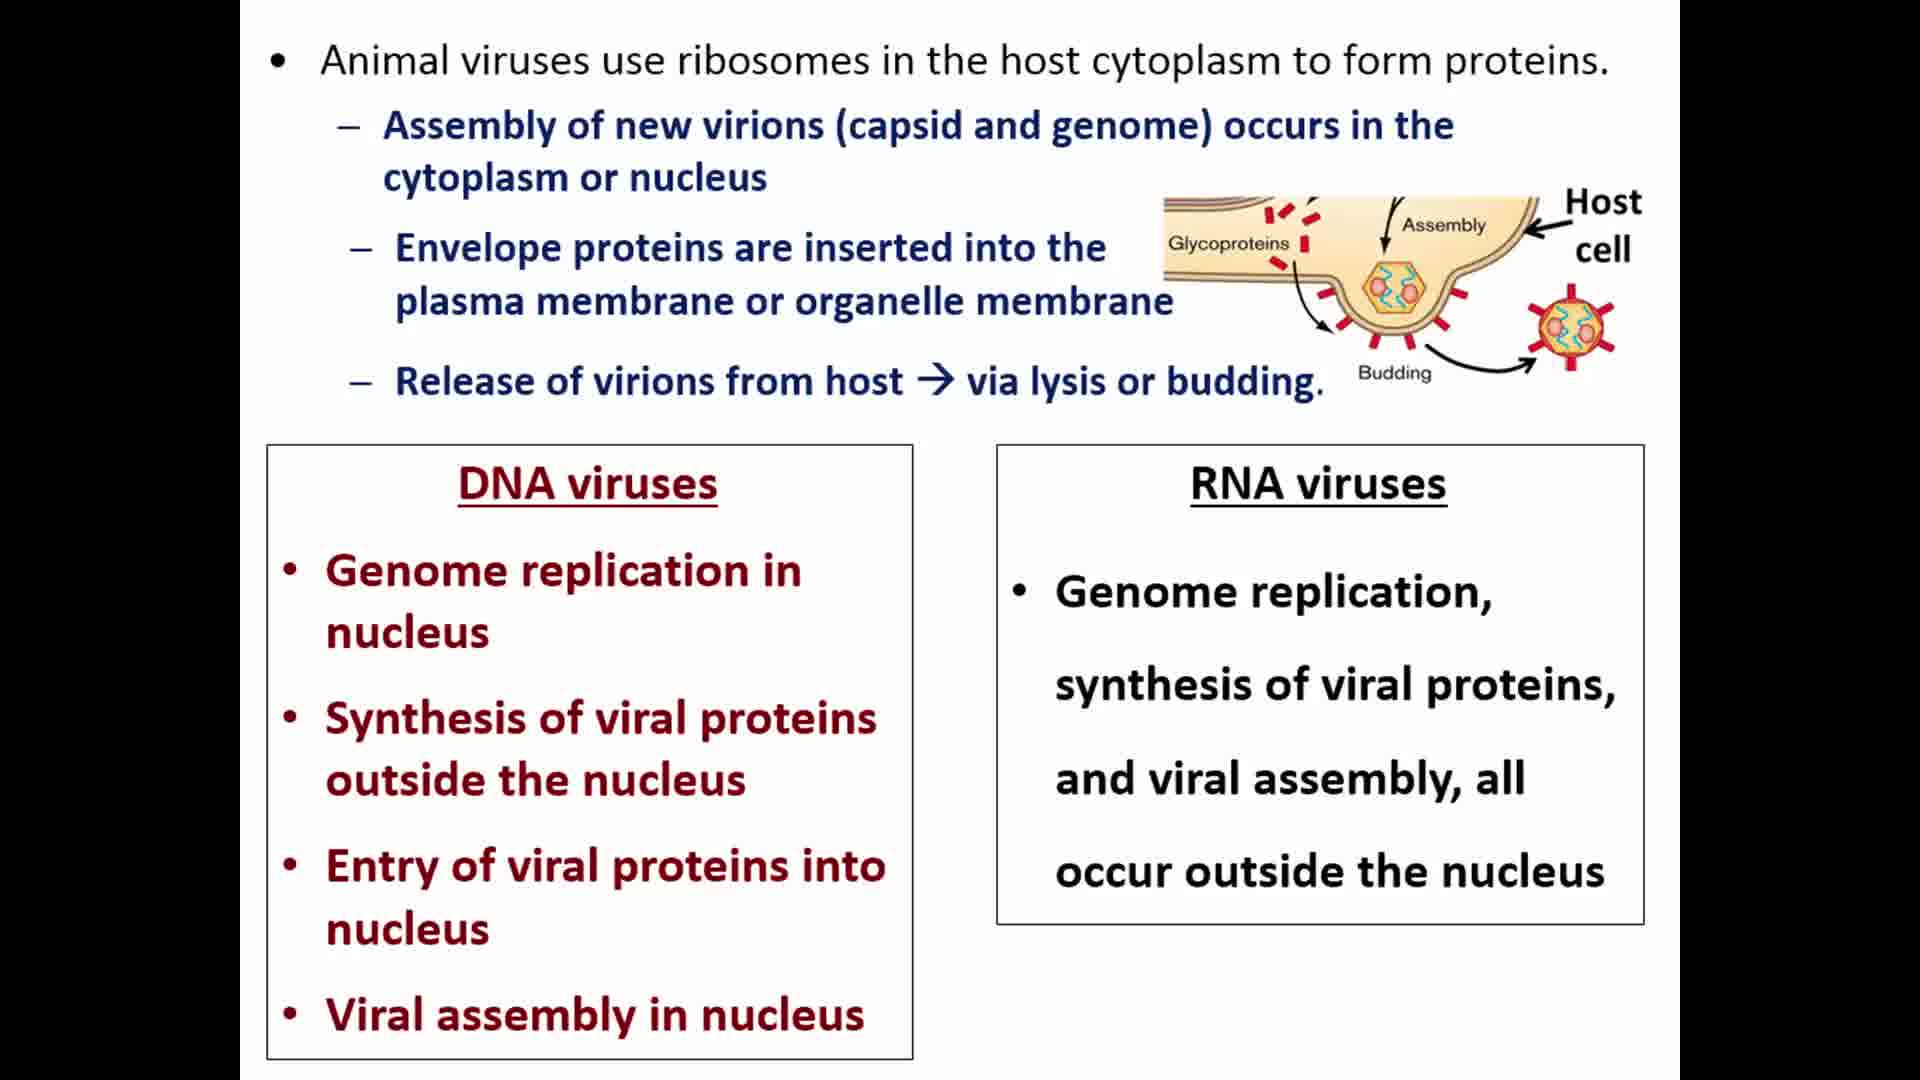 • Animal viruses use ribosomes in the host cytoplasm to form proteins.
– Assembly of new virions (capsid and genome) occurs in the
cytoplasm or nucleus
– Envelope proteins are inserted into the
plasma membrane or organelle membrane
– Release of virions from host → via lysis or budding.
Host
cell
Assembly
Glycoproteins
Budding
DNA viruses
• Genome replication in
nucleus
• Synthesis of viral proteins
outside the nucleus
• Entry of viral proteins into
nucleus
• Viral assembly in nucleus
RNA viruses
• Genome replication,
synthesis of viral proteins,
and viral assembly, all
occur outside the nucleus